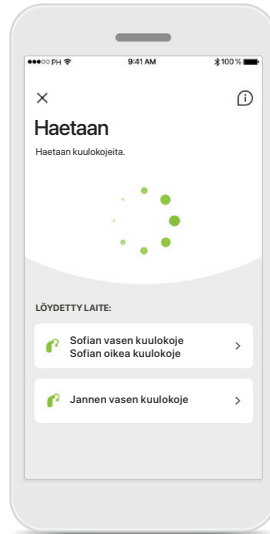 ●●●○○ PH 9:41 AM 100 %
Haetaan
Haetaan kuulokojeita.
LÖYDETTY LAITE:
Sofian vasen kuulokoje
Sofian oikea kuulokoje
Jannen vasen kuulokoje